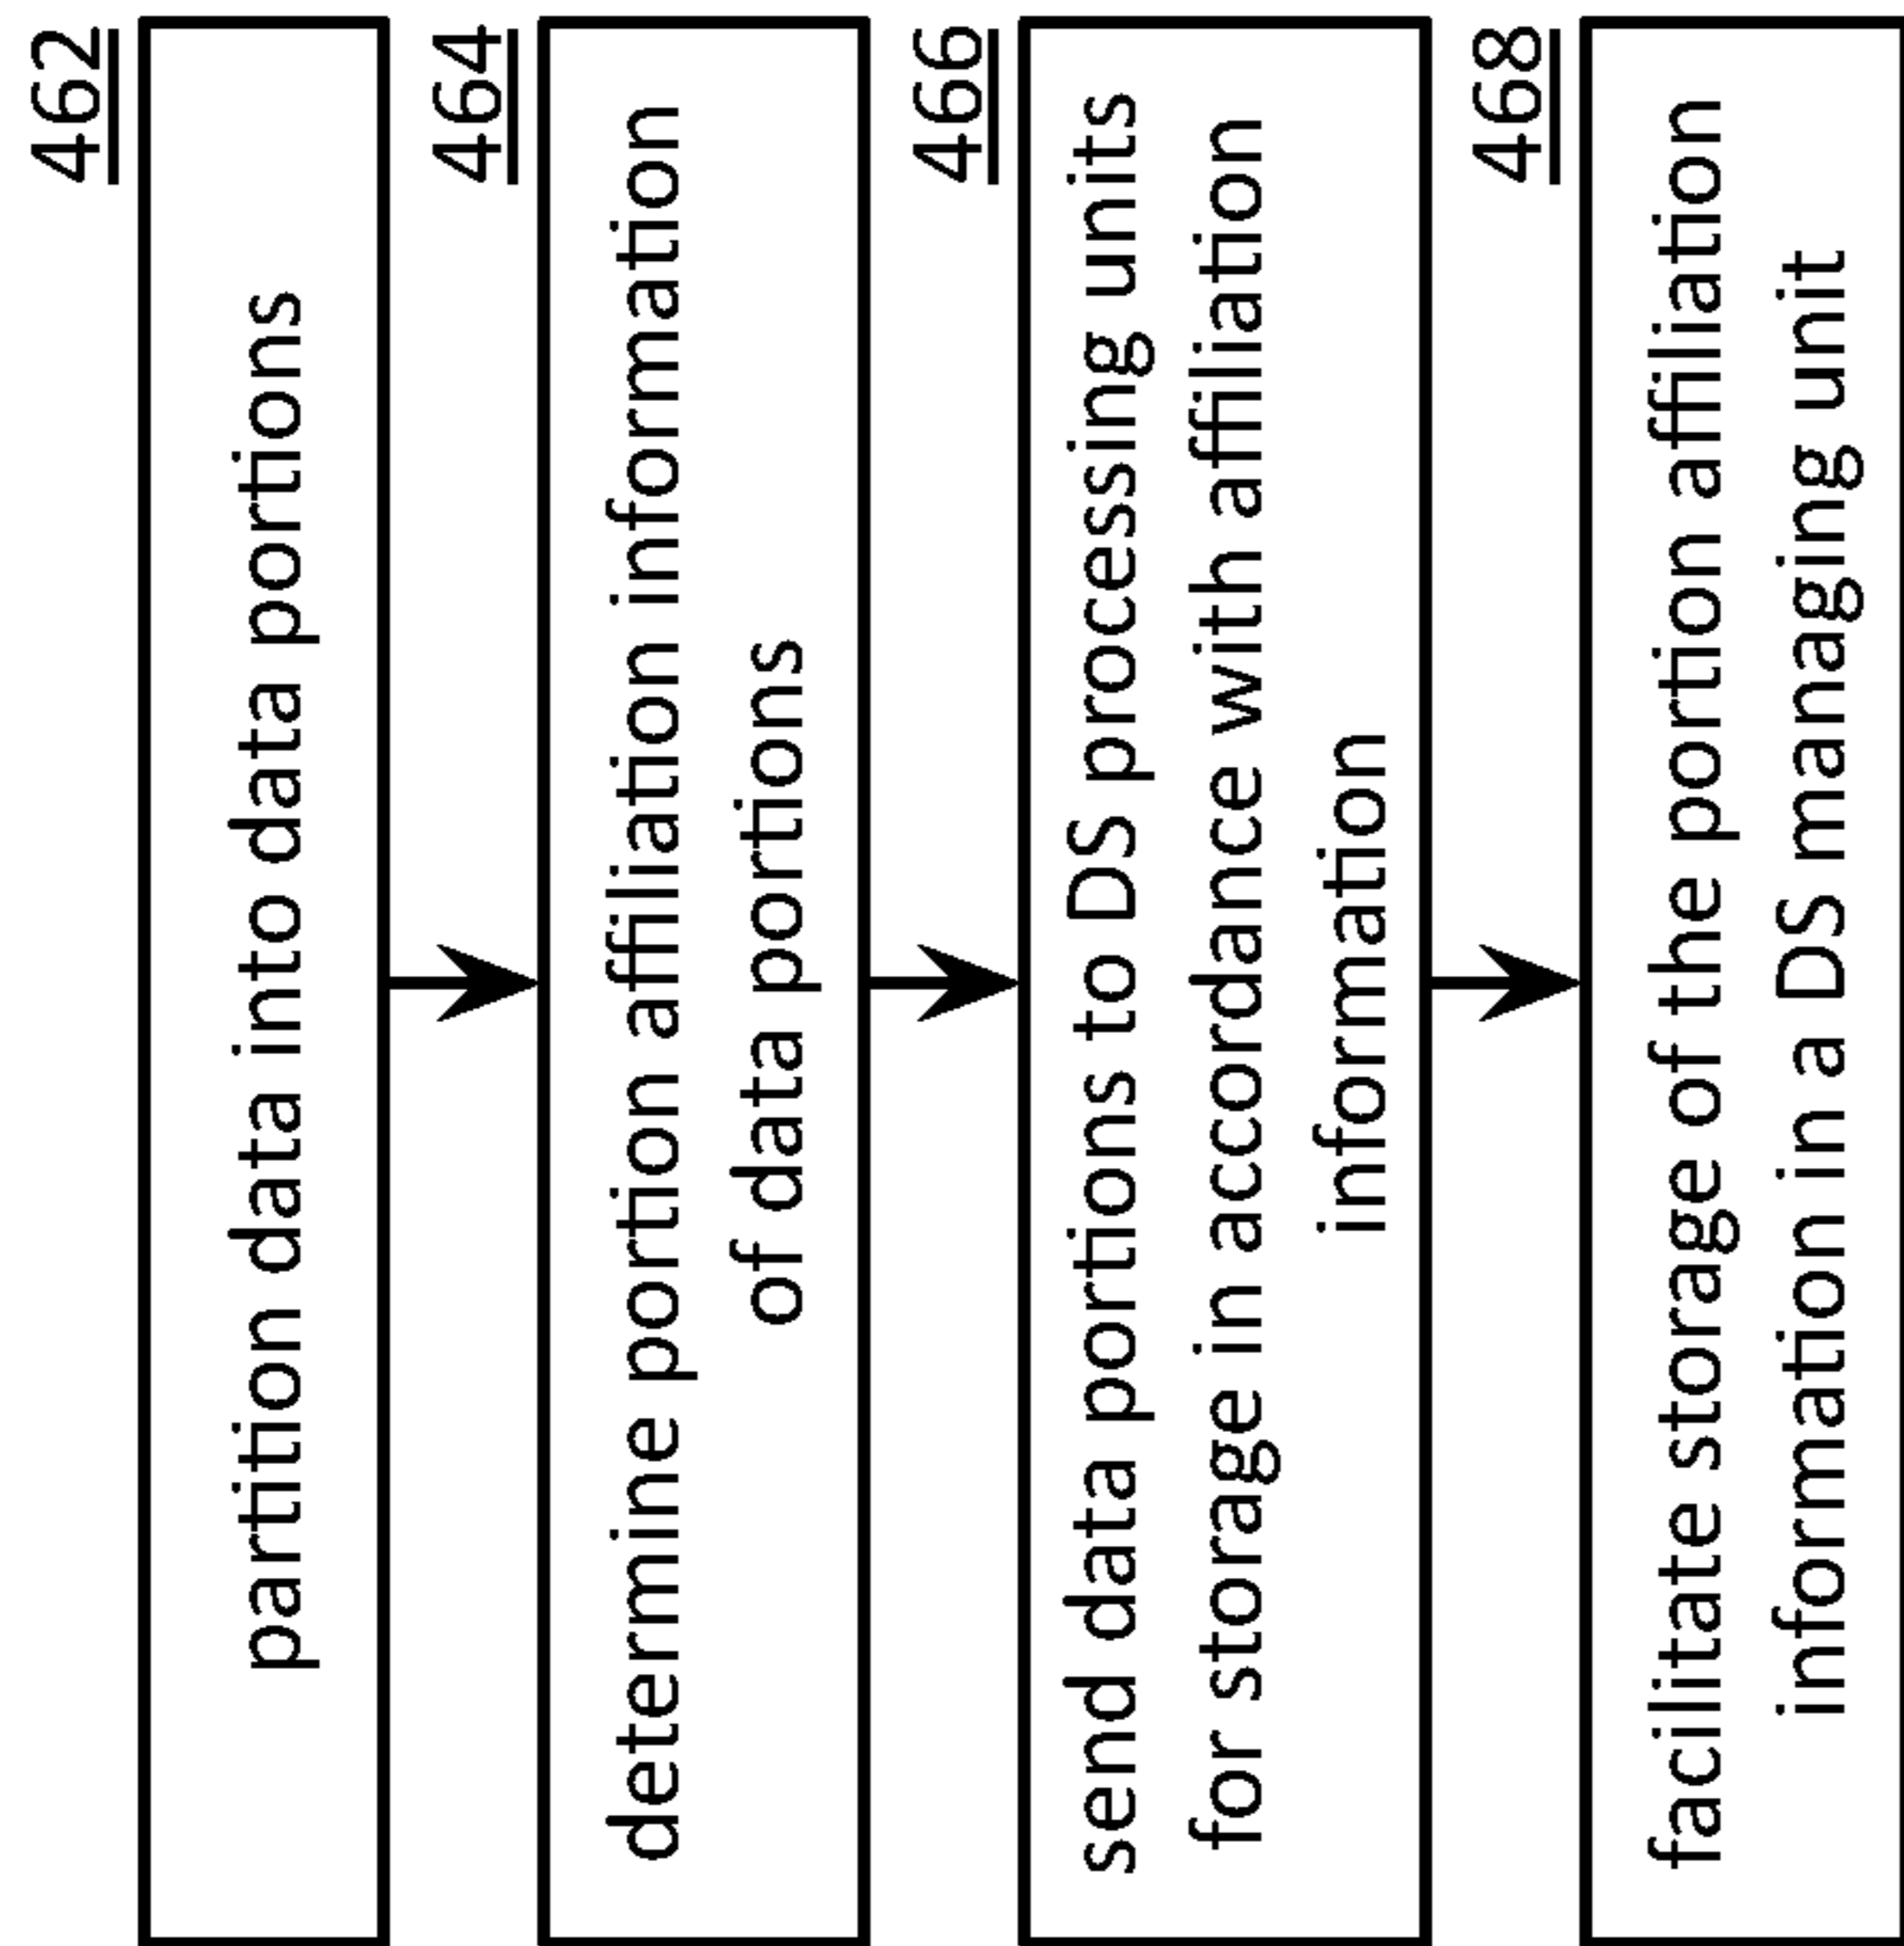 462
partition data into data portions
464
determine portion affiliation information
of data portions
466
send data portions to DS processing units
for storage in accordance with affiliation
information
468
facilitate storage of the portion affiliation
information in a DS managing unit